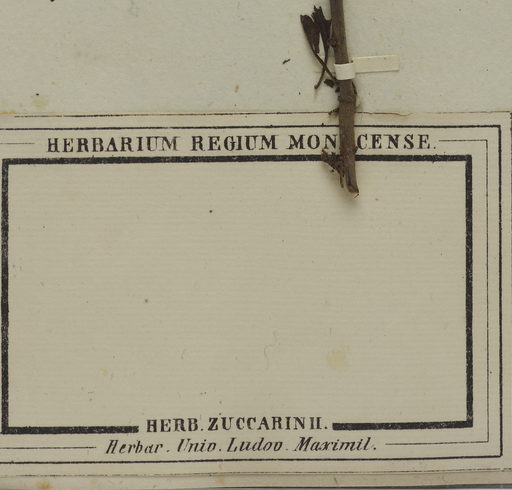 HERBARIUM REGIUM MONACENSE.
HERB. ZUCCARINII.
Herbar. Univ. Ludov. Maximil.